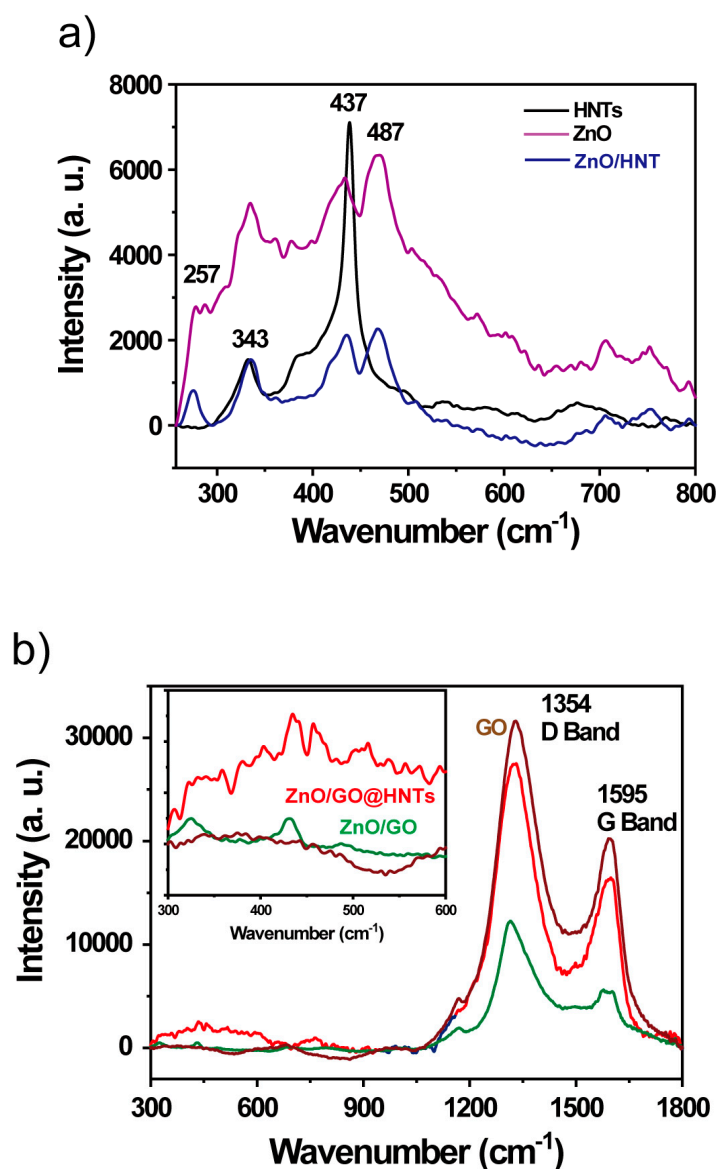 a)
8000
6000
4000
2000
0
Intensity (a. u.)
437
487
257
343
HNTs
ZnO
ZnO/HNT
300 400 500 600 700 800
Wavenumber (cm-1)
b)
30000
20000
10000
0
Intensity (a. u.)
GO
1354
D Band
1595
G Band
ZnO/GO@HNTs
ZnO/GO
300 400 500 600
Wavenumber (cm-1)
300 600 900 1200 1500 1800
Wavenumber (cm-1)